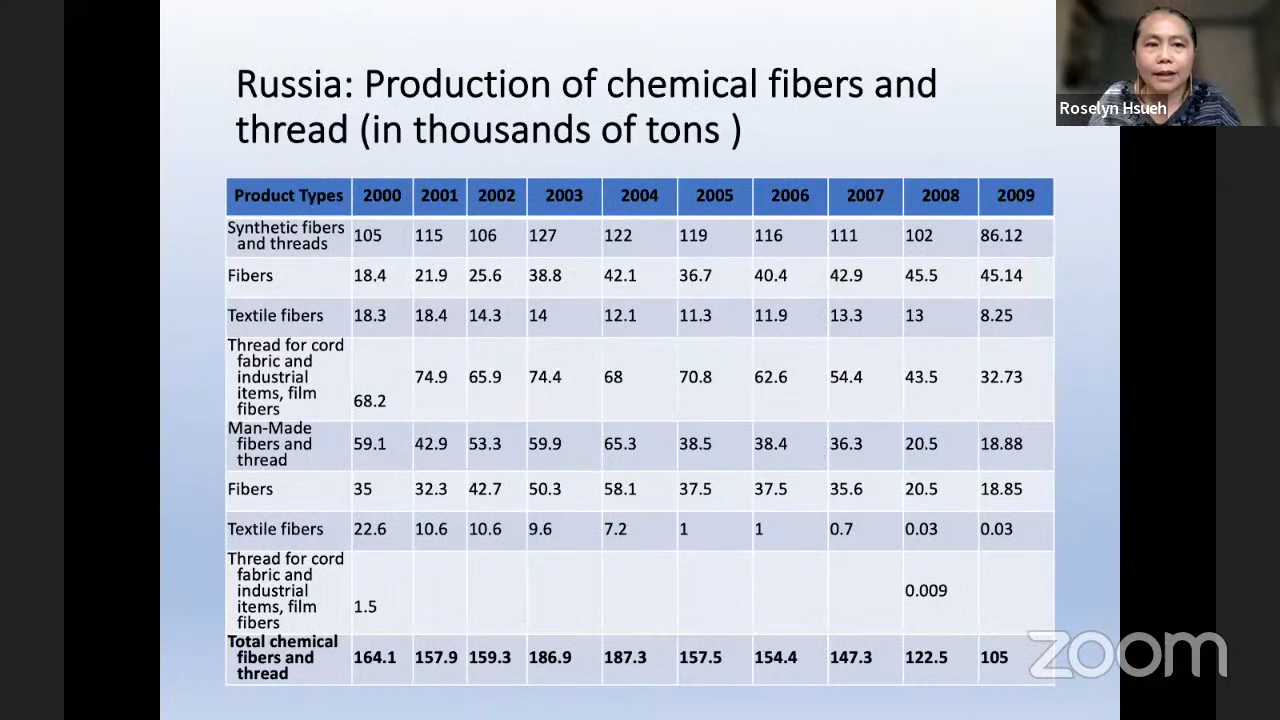 Roselyn Hsueh
Russia: Production of chemical fibers and
thread (in thousands of tons )
Product Types 2000 2001 2002 2003 2004 2005 2006 2007 2008 2009
Synthetic fibers
and threads
105 115 106 127 122 119 116 111 102 86.12
Fibers 18.4 21.9 25.6 38.8 42.1 36.7 40.4 42.9 45.5 45.14
Textile fibers 18.3 18.4 14.3 14 12.1 11.3 11.9 13.3 13 8.25
Thread for cord
fabric and
industrial
items, film
fibers
68.2 74.9 65.9 74.4 68 70.8 62.6 54.4 43.5 32.73
Man-Made
fibers and
thread
59.1 42.9 53.3 59.9 65.3 38.5 38.4 36.3 20.5 18.88
Fibers 35 32.3 42.7 50.3 58.1 37.5 37.5 35.6 20.5 18.85
Textile fibers 22.6 10.6 10.6 9.6 7.2 1 1 0.7 0.03 0.03
Thread for cord
fabric and
industrial
items, film
fibers
1.5 0.009
Total chemical
fibers and
thread
164.1 157.9 159.3 186.9 187.3 157.5 154.4 147.3 122.5 105
zoom